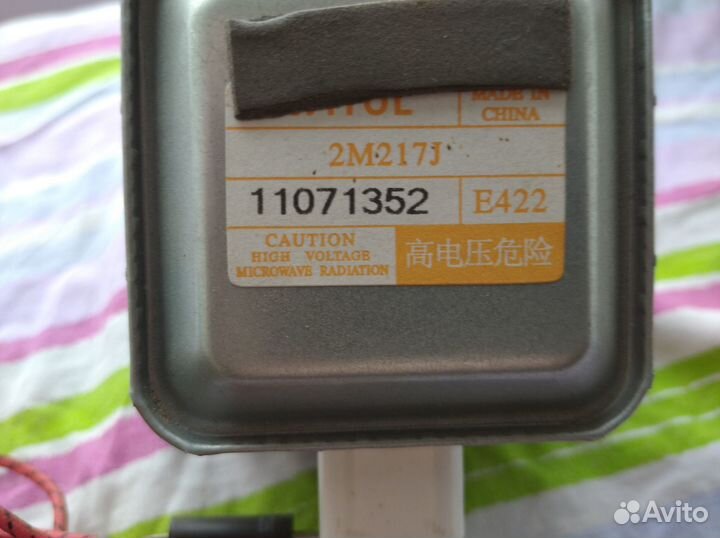 MADE IN
CHINA
2M217J
11071352
E422
CAUTION
HIGH VOLTAGE
MICROWAVE RADIATION
高电压危险
Avito